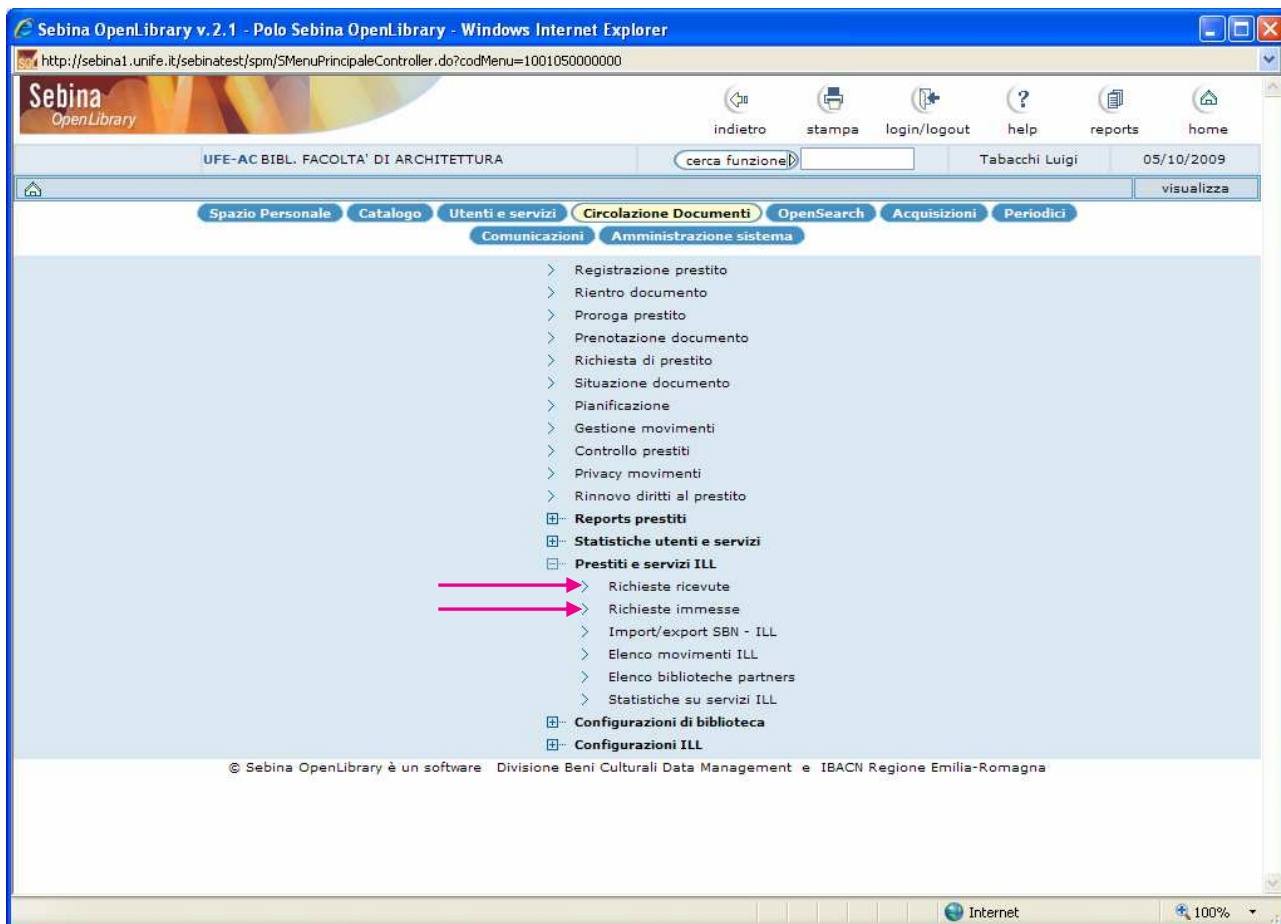 Sebina OpenLibrary v.2.1 - Polo Sebina OpenLibrary - Windows Internet Explorer
http://sebina1.unife.it/sebinatest/spm/SMenuPrincipaleController.do?codMenu=1001050000000
Sebina
OpenLibrary
indietro stampa login/logout help reports home
UFE-AC BIBL. FACOLTA' DI ARCHITETTURA cerca funzione Tabacchi Luigi 05/10/2009
visualizza
Spazio Personale Catalogo Utenti e servizi Circolazione Documenti OpenSearch Acquisizioni Periodici
Comunicazioni Amministrazione sistema
Registrazione prestito
Rientro documento
Proroga prestito
Prenotazione documento
Richiesta di prestito
Situazione documento
Pianificazione
Gestione movimenti
Controllo prestiti
Privacy movimenti
Rinnovo diritti al prestito
Reports prestiti
Statistiche utenti e servizi
Prestiti e servizi ILL
Richieste ricevute
Richieste immesse
Import/export SBN - ILL
Elenco movimenti ILL
Elenco biblioteche partners
Statistiche su servizi ILL
Configurazioni di biblioteca
Configurazioni ILL
© Sebina OpenLibrary è un software Divisione Beni Culturali Data Management e IBACN Regione Emilia-Romagna
Internet 100%